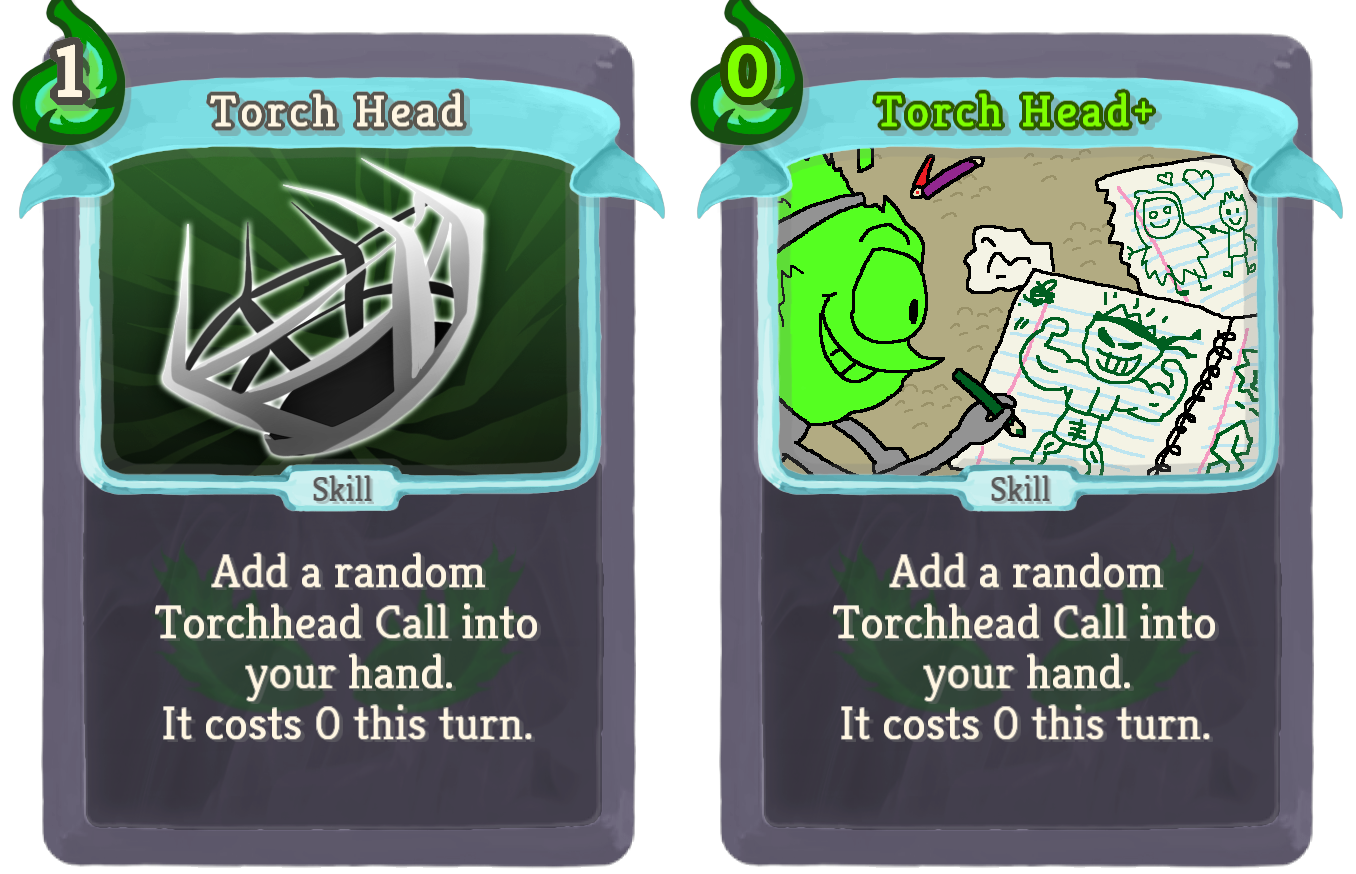 1
Torch Head
Skill
Add a random
Torchhead Call into
your hand.
It costs 0 this turn.
0
Torch Head+
Skill
Add a random
Torchhead Call into
your hand.
It costs 0 this turn.